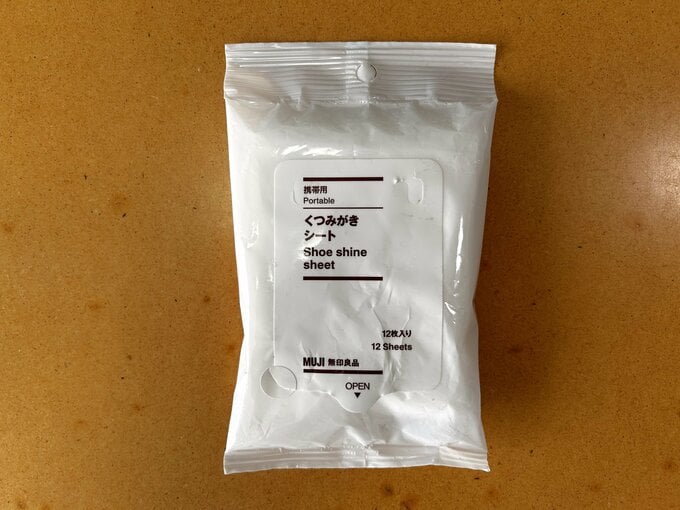 携帯用
Portable
くつみがき
シート
Shoe shine
sheet
12枚入り
12 Sheets
MUJI 無印良品
OPEN